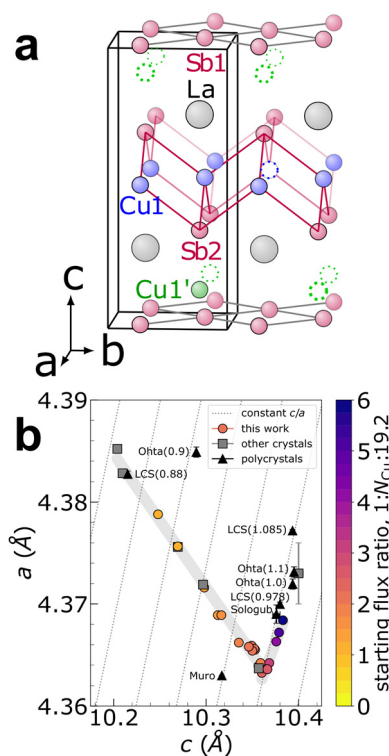 a
Sb1
La
Cu1
Sb2
Cu1'
c
a
b
b
4.39
4.38
4.37
4.36
a (Å)
10.2
10.3
10.4
c (Å)
constant c/a
this work
other crystals
polycrystals
Ohta(0.9)
LCS(0.88)
LCS(1.085)
Ohta(1.1)
Ohta(1.0)
LCS(0.978)
Sologub
Muro
6
5
4
3
2
1
0
starting flux ratio, 1:N_Cu:19.2